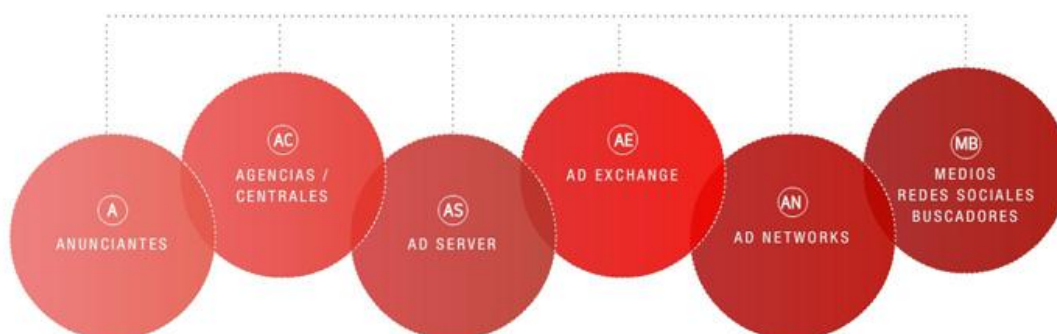 A
ANUNCIANTES
AC
AGENCIAS /
CENTRALES
AS
AD SERVER
AE
AD EXCHANGE
AN
AD NETWORKS
MB
MEDIOS
REDES SOCIALES
BUSCADORES